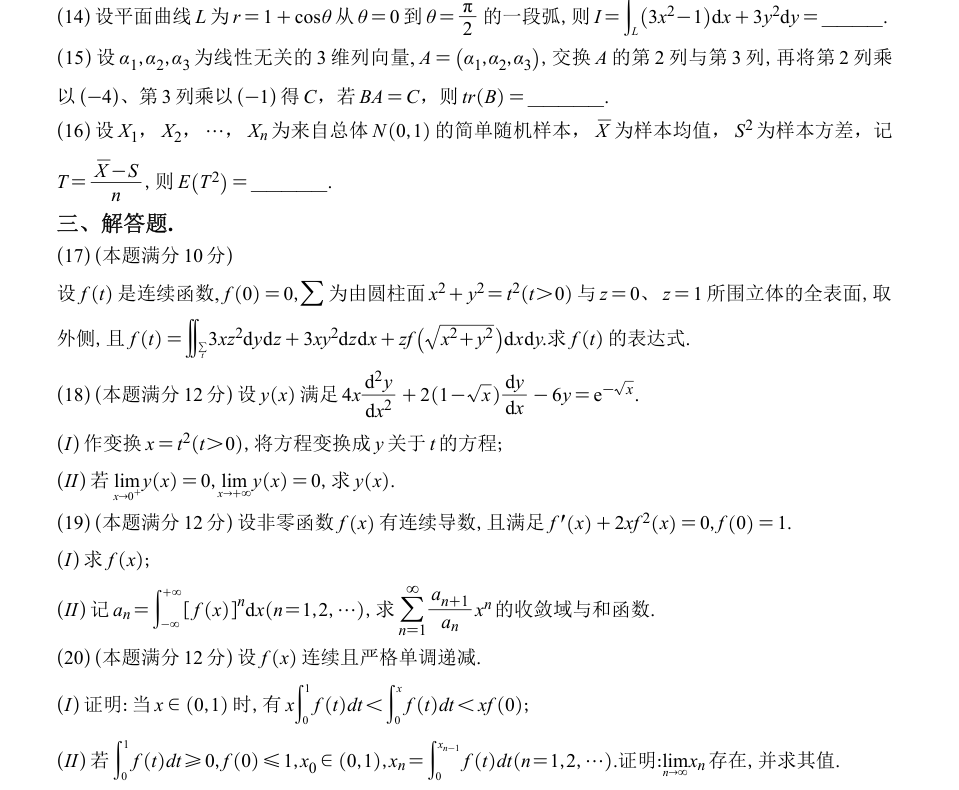 (14) 设平面曲线 L 为 r=1+cosθ 从 θ=0 到 θ=π/2 的一段弧, 则 I=∫_L (3x²−1)dx+3y²dy=______.
(15) 设 α₁,α₂,α₃ 为线性无关的 3 维列向量, A=(α₁,α₂,α₃), 交换 A 的第 2 列与第 3 列, 再将第 2 列乘
以 (−4)、第 3 列乘以 (−1) 得 C，若 BA=C，则 tr(B)=________.
(16) 设 X₁， X₂， ⋯， Xₙ 为来自总体 N(0,1) 的简单随机样本， X̄ 为样本均值， S² 为样本方差，记
T=(X̄−S)/n, 则 E(T²)=________.
三、解答题.
(17) (本题满分 10 分)
设 f(t) 是连续函数, f(0)=0, ∑ 为由圆柱面 x²+y²=t²(t>0) 与 z=0、 z=1 所围立体的全表面, 取
外侧, 且 f(t)=∬_{∑_t} 3xz²dydz+3xy²dzdx+zf(√(x²+y²))dxdy.求 f(t) 的表达式.
(18) (本题满分 12 分) 设 y(x) 满足 4x d²y/dx² +2(1−√x) dy/dx −6y=e^{−√x}.
(I) 作变换 x=t²(t>0), 将方程变换成 y 关于 t 的方程;
(II) 若 lim_{x→0⁺} y(x)=0, lim_{x→+∞} y(x)=0, 求 y(x).
(19) (本题满分 12 分) 设非零函数 f(x) 有连续导数, 且满足 f′(x)+2xf²(x)=0,f(0)=1.
(I) 求 f(x);
(II) 记 aₙ=∫_{−∞}^{+∞} [f(x)]ⁿdx(n=1,2,⋯), 求 ∑_{n=1}^{∞} (a_{n+1}/a_n) xⁿ 的收敛域与和函数.
(20) (本题满分 12 分) 设 f(x) 连续且严格单调递减.
(I) 证明: 当 x∈(0,1) 时, 有 x∫_0^1 f(t)dt<∫_0^x f(t)dt<xf(0);
(II) 若 ∫_0^1 f(t)dt⩾0,f(0)⩽1,x₀∈(0,1),xₙ=∫_0^{x_{n−1}} f(t)dt(n=1,2,⋯).证明:lim_{n→∞} xₙ 存在, 并求其值.